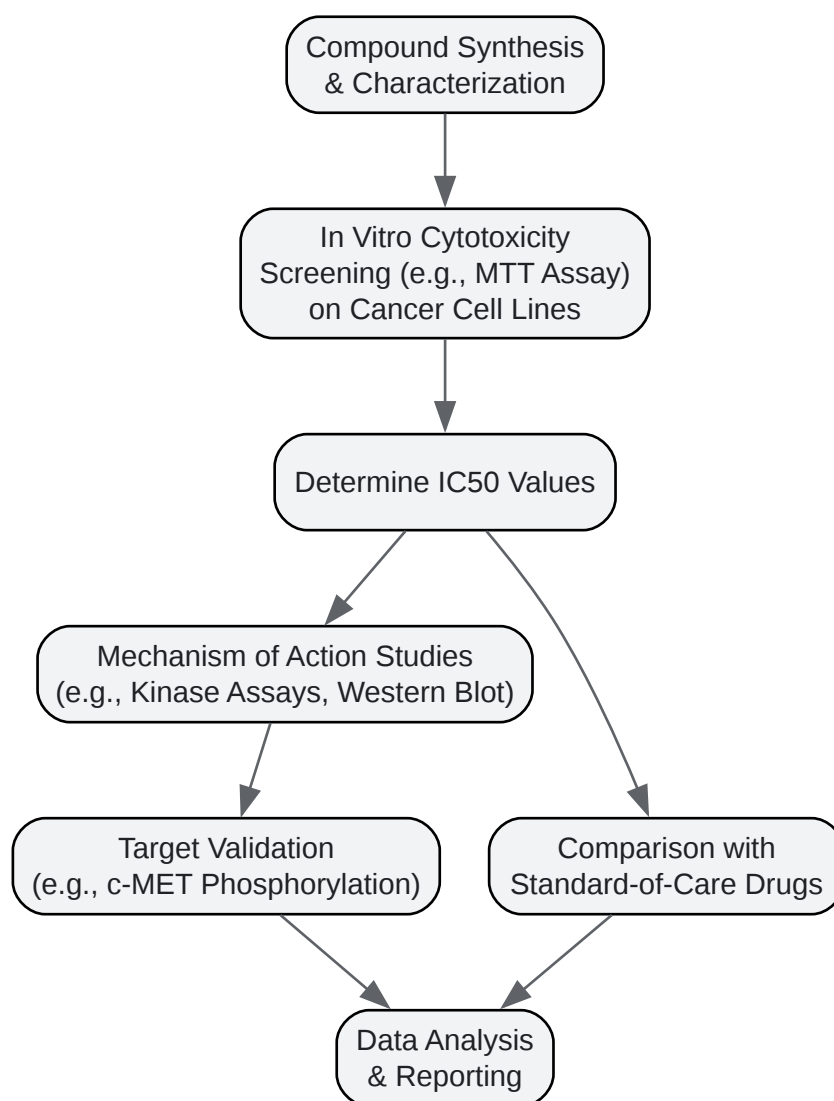 Compound Synthesis
& Characterization
In Vitro Cytotoxicity
Screening (e.g., MTT Assay)
on Cancer Cell Lines
Determine IC50 Values
Mechanism of Action Studies
(e.g., Kinase Assays, Western Blot)
Target Validation
(e.g., c-MET Phosphorylation)
Comparison with
Standard-of-Care Drugs
Data Analysis
& Reporting